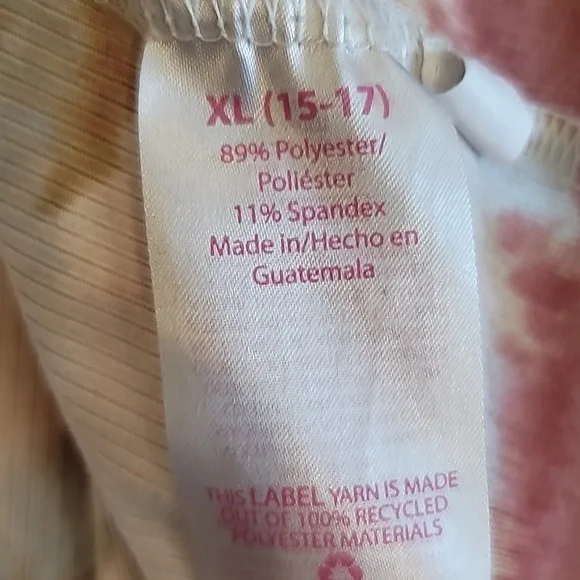 XL (15-17)
89% Polyester/
Poliéster
11% Spandex
Made in/Hecho en
Guatemala
THIS LABEL YARN IS MADE
OUT OF 100% RECYCLED
POLYESTER MATERIALS